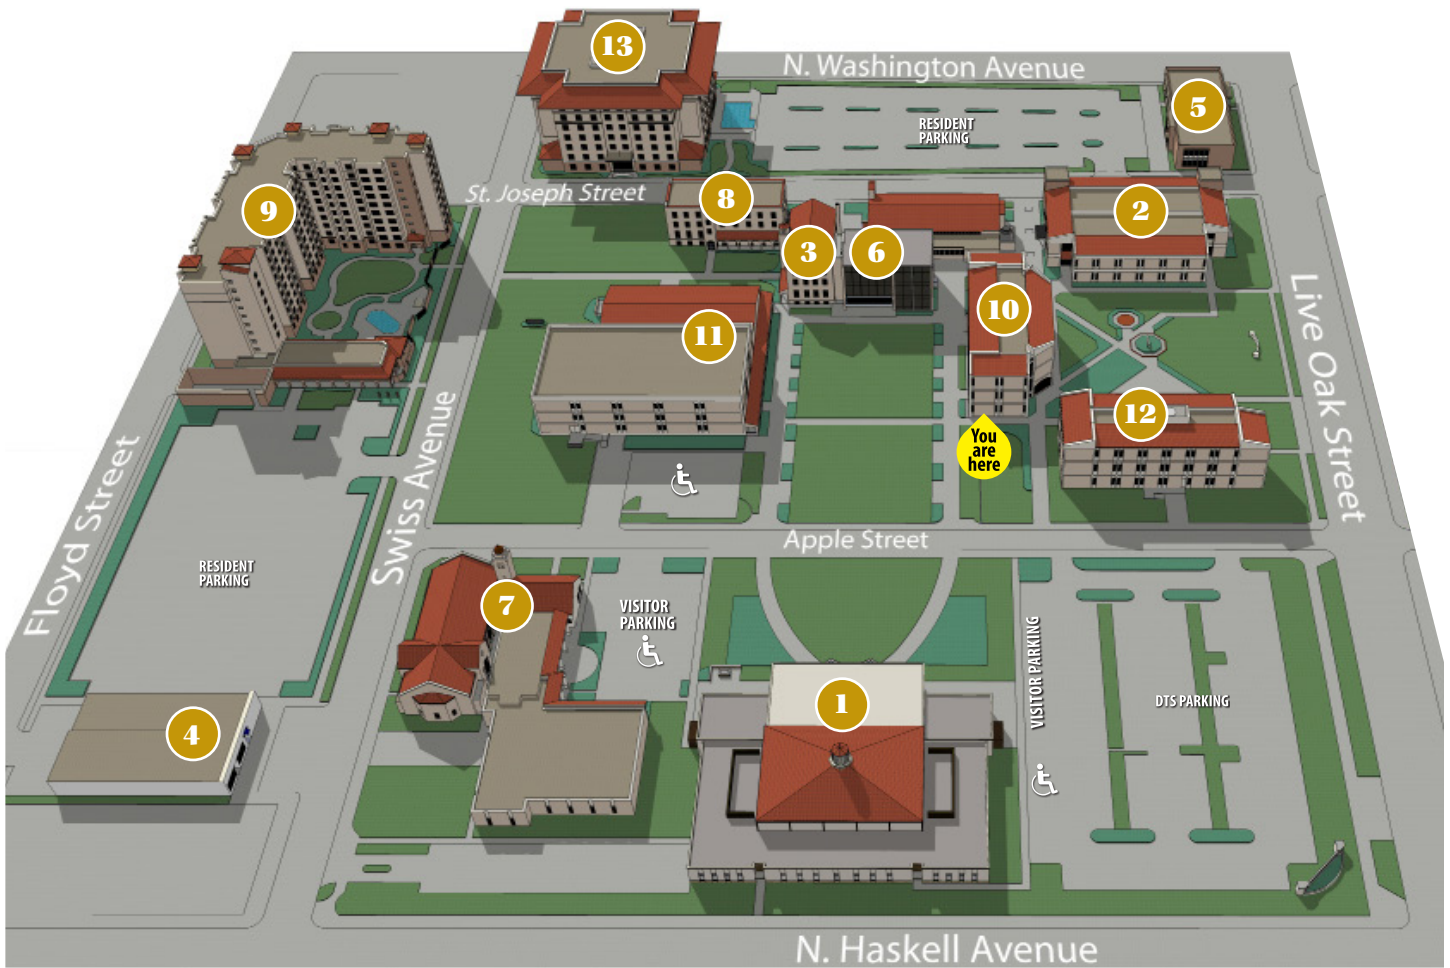 13
N. Washington Avenue
5
RESIDENT
PARKING
St. Joseph Street
8
2
9
3
6
10
11
Live Oak Street
12
You
are
here
Swiss Avenue
Floyd Street
Apple Street
RESIDENT
PARKING
7
VISITOR
PARKING
VISITOR PARKING
1
DTS PARKING
4
N. Haskell Avenue